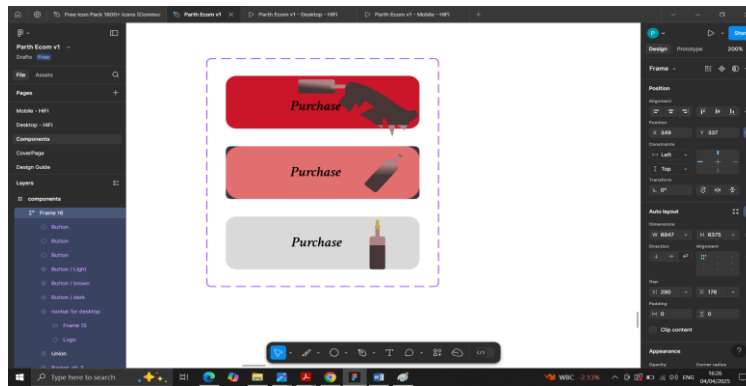 Free Icon Pack 1800+ icons (Commu
Parth Ecom v1
Parth Ecom v1 - Desktop - HiFi
Parth Ecom v1 - Mobile - HiFi
Parth Ecom v1
Drafts Free
File Assets
Pages
Mobile - HiFi
Desktop - HiFi
Components
CoverPage
Design Guide
Layers
components
Frame 16
Button
Button
Button
Button / Light
Button / brown
Button / dark
navbar for desktop
Frame 15
Logo
Union
Purchase
Purchase
Purchase
P
Design Prototype 200%
Frame
Position
Alignment
Position
X 349 Y 337
Constraints
Left
Top
Transform
0°
Auto layout
Dimensions
W 8947 H 6375
Direction Alignment
Gap
290 176
Padding
0 0
Clip content
Appearance
Opacity Corner radius
Type here to search
WBC -2.13%
ENG
16:26
04/04/2025